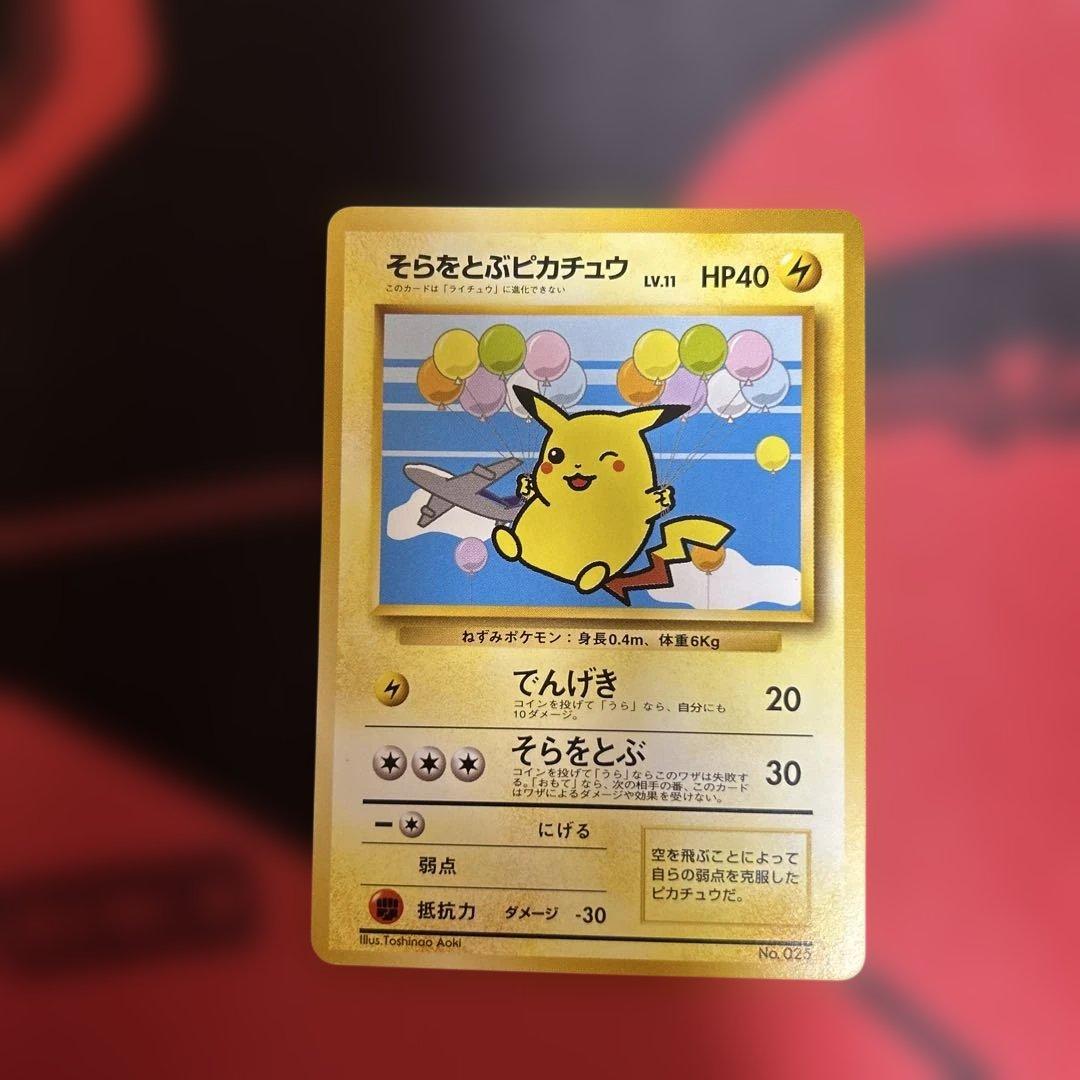 そらをとぶピカチュウ LV.11 HP40
このカードは「ライチュウ」に進化できない
ねずみポケモン：身長0.4m、体重6Kg
でんげき 20
コインを投げて「うら」なら、自分にも
10ダメージ。
そらをとぶ 30
コインを投げて「うら」ならこのワザは失敗す
る。「おもて」なら、次の相手の番、このカード
はワザによるダメージや効果を受けない。
ー にげる
弱点
抵抗力 ダメージ -30
空を飛ぶことによって
自らの弱点を克服した
ピカチュウだ。
Illus.Toshinao Aoki
No. 025